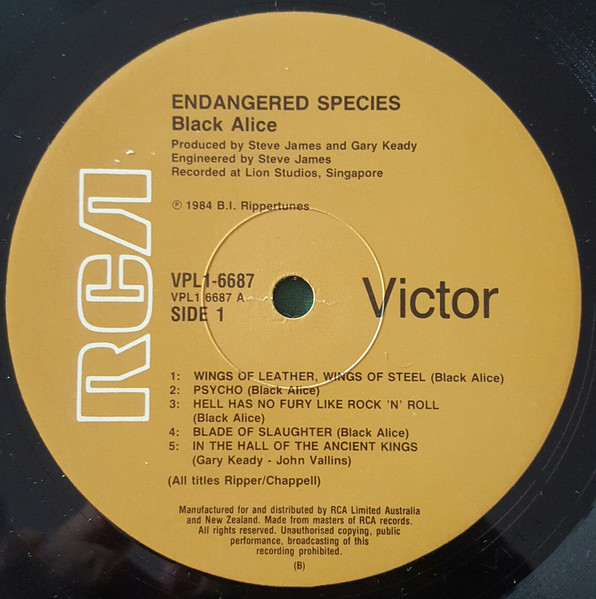 ENDANGERED SPECIES
Black Alice
Produced by Steve James and Gary Keady
Engineered by Steve James
Recorded at Lion Studios, Singapore
℗ 1984 B.I. Rippertunes
RCA
VPL1-6687
VPL1 6687 A
SIDE 1
Victor
1: WINGS OF LEATHER, WINGS OF STEEL (Black Alice)
2: PSYCHO (Black Alice)
3: HELL HAS NO FURY LIKE ROCK 'N' ROLL
(Black Alice)
4: BLADE OF SLAUGHTER (Black Alice)
5: IN THE HALL OF THE ANCIENT KINGS
(Gary Keady - John Vallins)
(All titles Ripper/Chappell)
Manufactured for and distributed by RCA Limited Australia
and New Zealand. Made from masters of RCA records.
All rights reserved. Unauthorised copying, public
performance, broadcasting of this
recording prohibited.
(B)